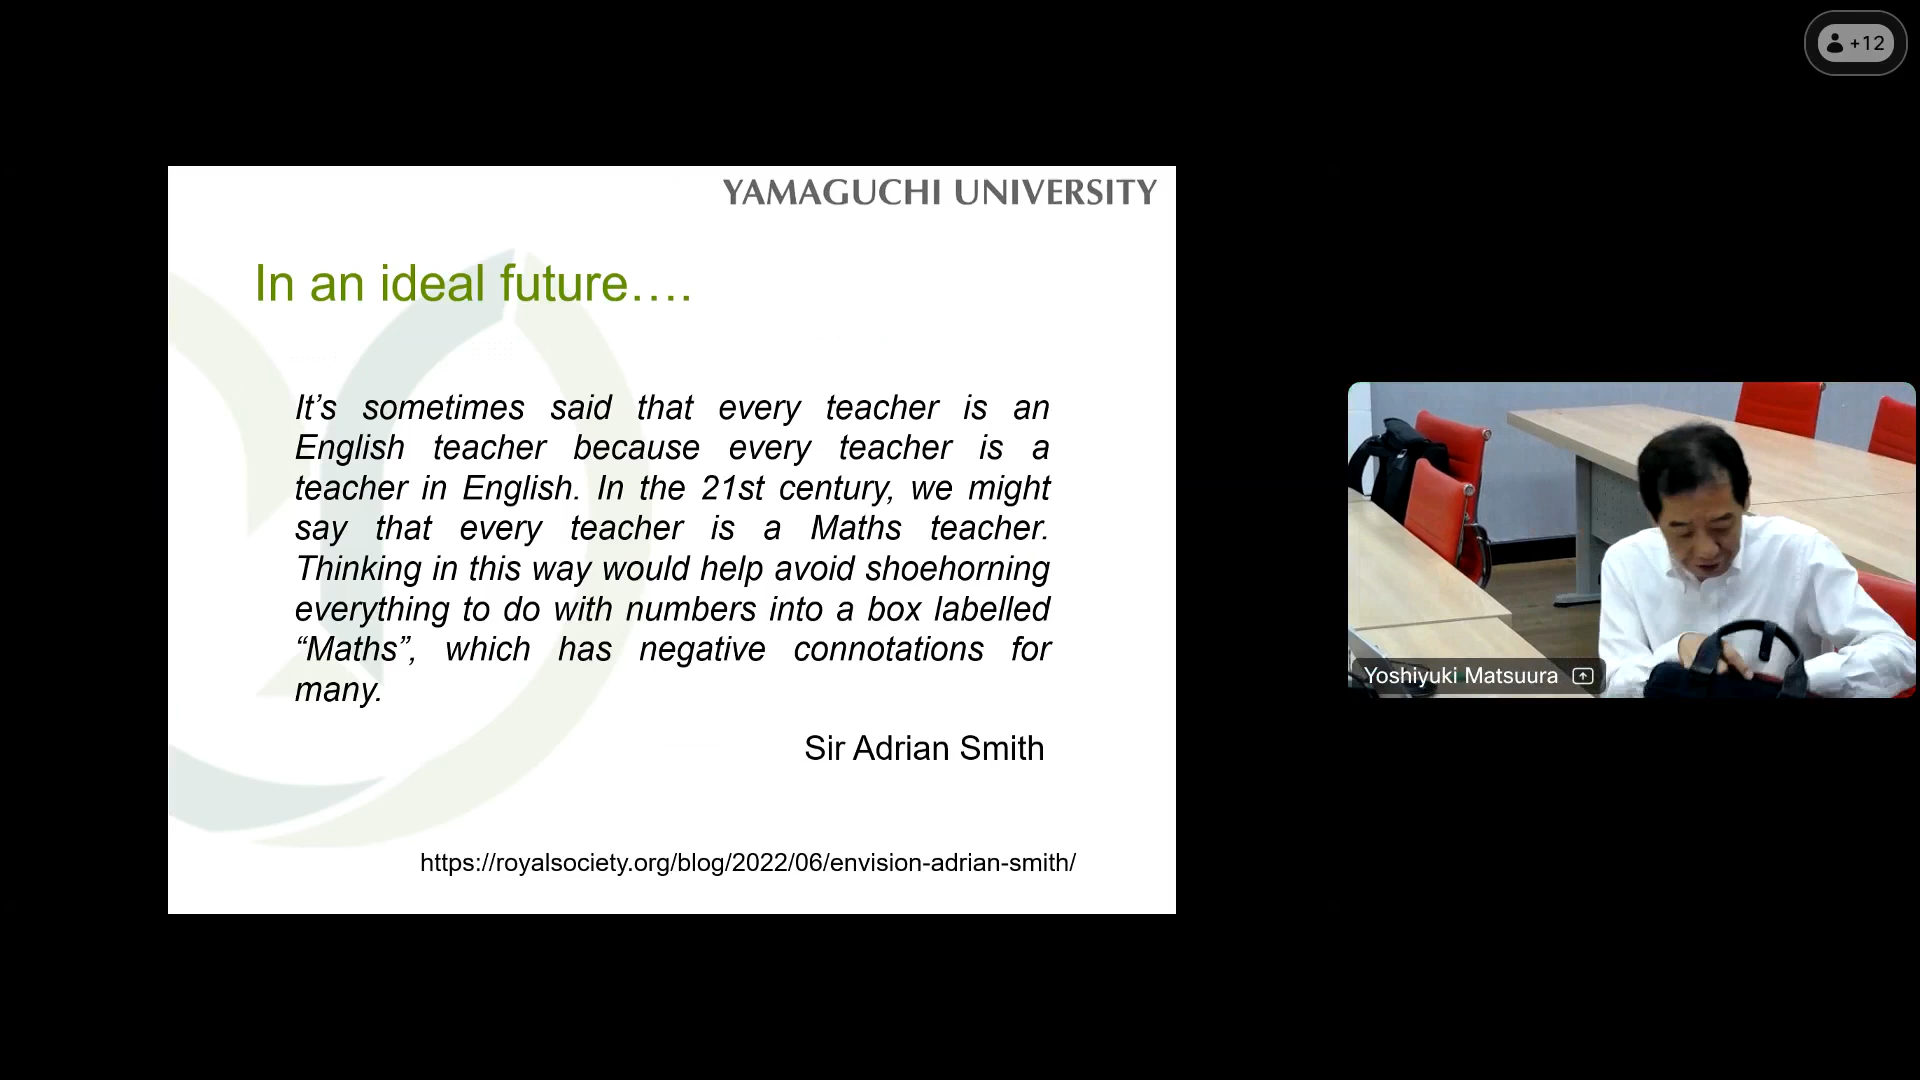 +12
YAMAGUCHI UNIVERSITY
In an ideal future….
It’s sometimes said that every teacher is an
English teacher because every teacher is a
teacher in English. In the 21st century, we might
say that every teacher is a Maths teacher.
Thinking in this way would help avoid shoehorning
everything to do with numbers into a box labelled
“Maths”, which has negative connotations for
many.
Sir Adrian Smith
https://royalsociety.org/blog/2022/06/envision-adrian-smith/
Yoshiyuki Matsuura